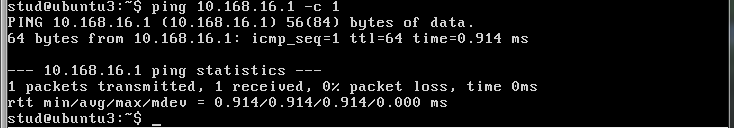 stud@ubuntu3:~$ ping 10.168.16.1 -c 1
PING 10.168.16.1 (10.168.16.1) 56(84) bytes of data.
64 bytes from 10.168.16.1: icmp_seq=1 ttl=64 time=0.914 ms

--- 10.168.16.1 ping statistics ---
1 packets transmitted, 1 received, 0% packet loss, time 0ms
rtt min/avg/max/mdev = 0.914/0.914/0.914/0.000 ms
stud@ubuntu3:~$ _